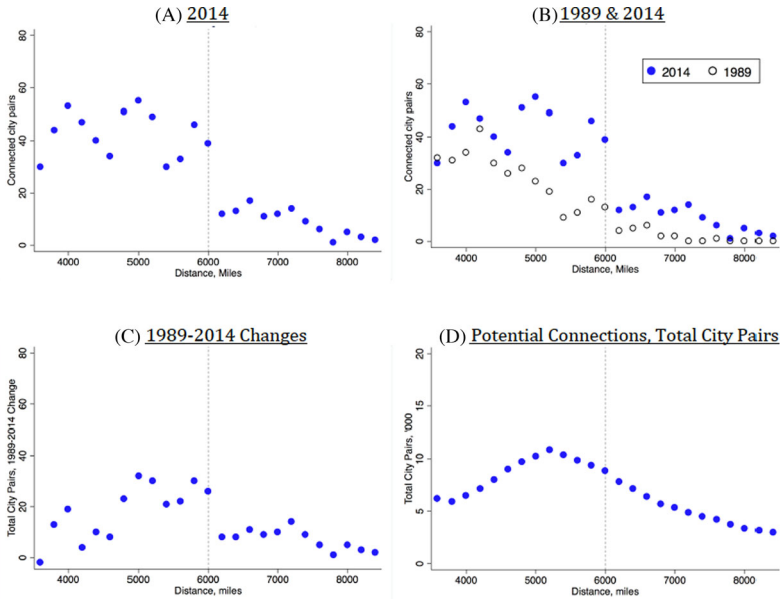 (A) 2014
80
60
40
20
0
Connected city pairs
4000 5000 6000 7000 8000
Distance, Miles
(B) 1989 & 2014
80
60
40
20
0
Connected city pairs
2014 1989
4000 5000 6000 7000 8000
Distance, Miles
(C) 1989-2014 Changes
80
60
40
20
0
Total City Pairs, 1989-2014 Change
4000 5000 6000 7000 8000
Distance, miles
(D) Potential Connections, Total City Pairs
20
15
10
5
0
Total City Pairs, '000
4000 5000 6000 7000 8000
Distance, miles